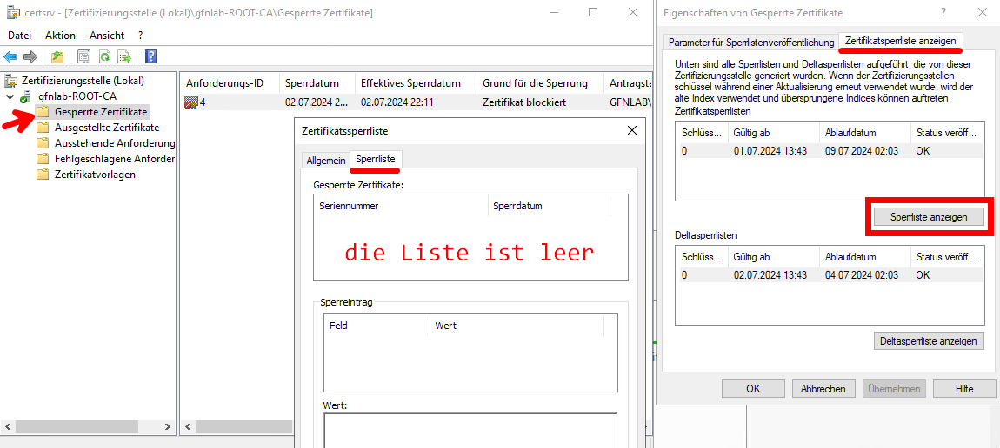 certsrv - [Zertifizierungsstelle (Lokal)\gfnlab-ROOT-CA\Gesperrte Zertifikate]
Datei Aktion Ansicht ?
Zertifizierungsstelle (Lokal)
gfnlab-ROOT-CA
Gesperrte Zertifikate
Ausgestellte Zertifikate
Ausstehende Anforderung
Fehlgeschlagene Anforder
Zertifikatvorlagen
Anforderungs-ID Sperrdatum Effektives Sperrdatum Grund für die Sperrung Antragste
4 02.07.2024 2... 02.07.2024 22:11 Zertifikat blockiert GFNLAB\
Zertifikatssperrliste
Allgemein Sperrliste
Gesperrte Zertifikate:
Seriennummer Sperrdatum
die Liste ist leer
Sperreintrag
Feld Wert
Wert:
Eigenschaften von Gesperrte Zertifikate ?
Parameter für Sperrlistenveröffentlichung Zertifikatsperrliste anzeigen
Unten sind alle Sperrlisten und Deltasperrlisten aufgeführt, die von dieser
Zertifizierungsstelle generiert wurden. Wenn der Zertifizierungsstellen-
schlüssel während einer Aktualisierung erneut verwendet wurde, wird der
alte Index verwendet und übersprungene Indices können auftreten.
Zertifikatsperrlisten
Schlüss... Gültig ab Ablaufdatum Status veröff...
0 01.07.2024 13:43 09.07.2024 02:03 OK
Sperrliste anzeigen
Deltasperrlisten
Schlüss... Gültig ab Ablaufdatum Status veröff...
0 02.07.2024 13:43 04.07.2024 02:03 OK
Deltasperrliste anzeigen
OK Abbrechen Übernehmen Hilfe